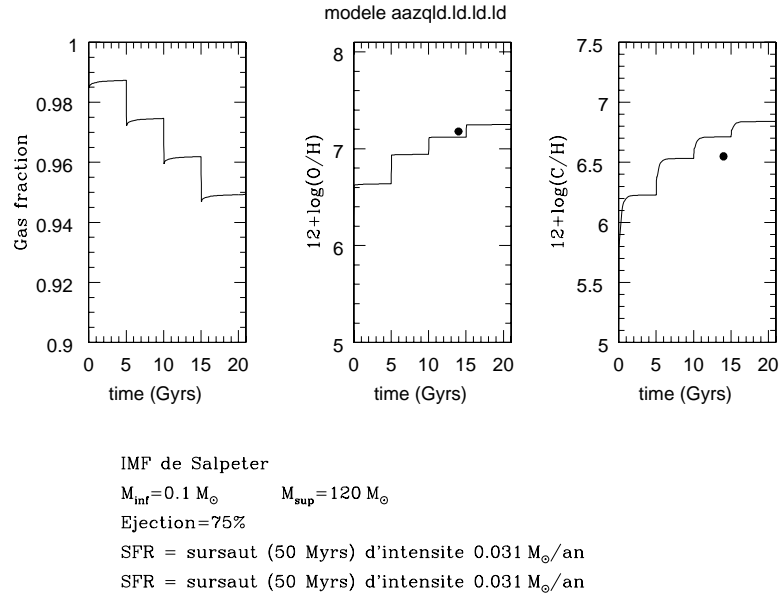 modele aazqld.ld.ld.ld
Gas fraction
1
0.98
0.96
0.94
0.92
0.9
0 5 10 15 20
time (Gyrs)
12+log(O/H)
8
7
6
5
0 5 10 15 20
time (Gyrs)
12+log(C/H)
7.5
7
6.5
6
5.5
5
0 5 10 15 20
time (Gyrs)
IMF de Salpeter
M_inf=0.1 M☉ M_sup=120 M☉
Ejection=75%
SFR = sursaut (50 Myrs) d'intensite 0.031 M☉/an
SFR = sursaut (50 Myrs) d'intensite 0.031 M☉/an